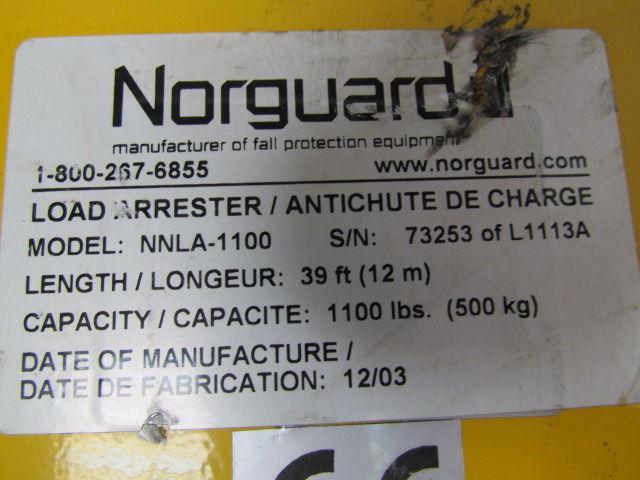 Norguard
manufacturer of fall protection equipment
1-800-267-6855 www.norguard.com
LOAD ARRESTER / ANTICHUTE DE CHARGE
MODEL: NNLA-1100 S/N: 73253 of L1113A
LENGTH / LONGEUR: 39 ft (12 m)
CAPACITY / CAPACITE: 1100 lbs. (500 kg)
DATE OF MANUFACTURE /
DATE DE FABRICATION: 12/03